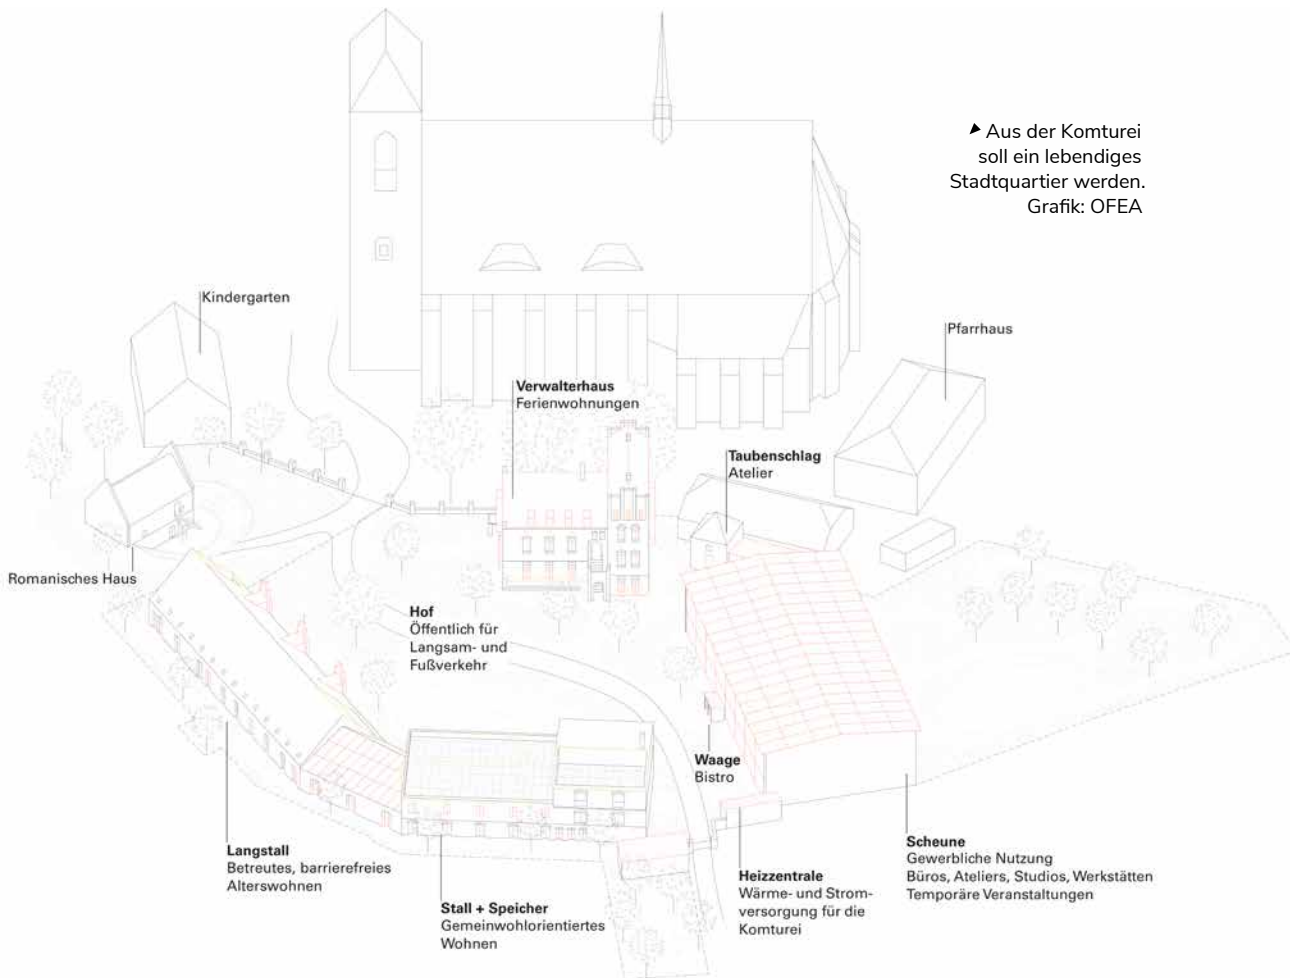 Aus der Komturei
soll ein lebendiges
Stadtquartier werden.
Grafik: OFEA
Kindergarten
Pfarrhaus
Verwalterhaus
Ferienwohnungen
Taubenschlag
Atelier
Romanisches Haus
Hof
Öffentlich für
Langsam- und
Fußverkehr
Waage
Bistro
Langstall
Betreutes, barrierefreies
Alterswohnen
Stall + Speicher
Gemeinwohlorientiertes
Wohnen
Heizzentrale
Wärme- und Strom-
versorgung für die
Komturei
Scheune
Gewerbliche Nutzung
Büros, Ateliers, Studios, Werkstätten
Temporäre Veranstaltungen